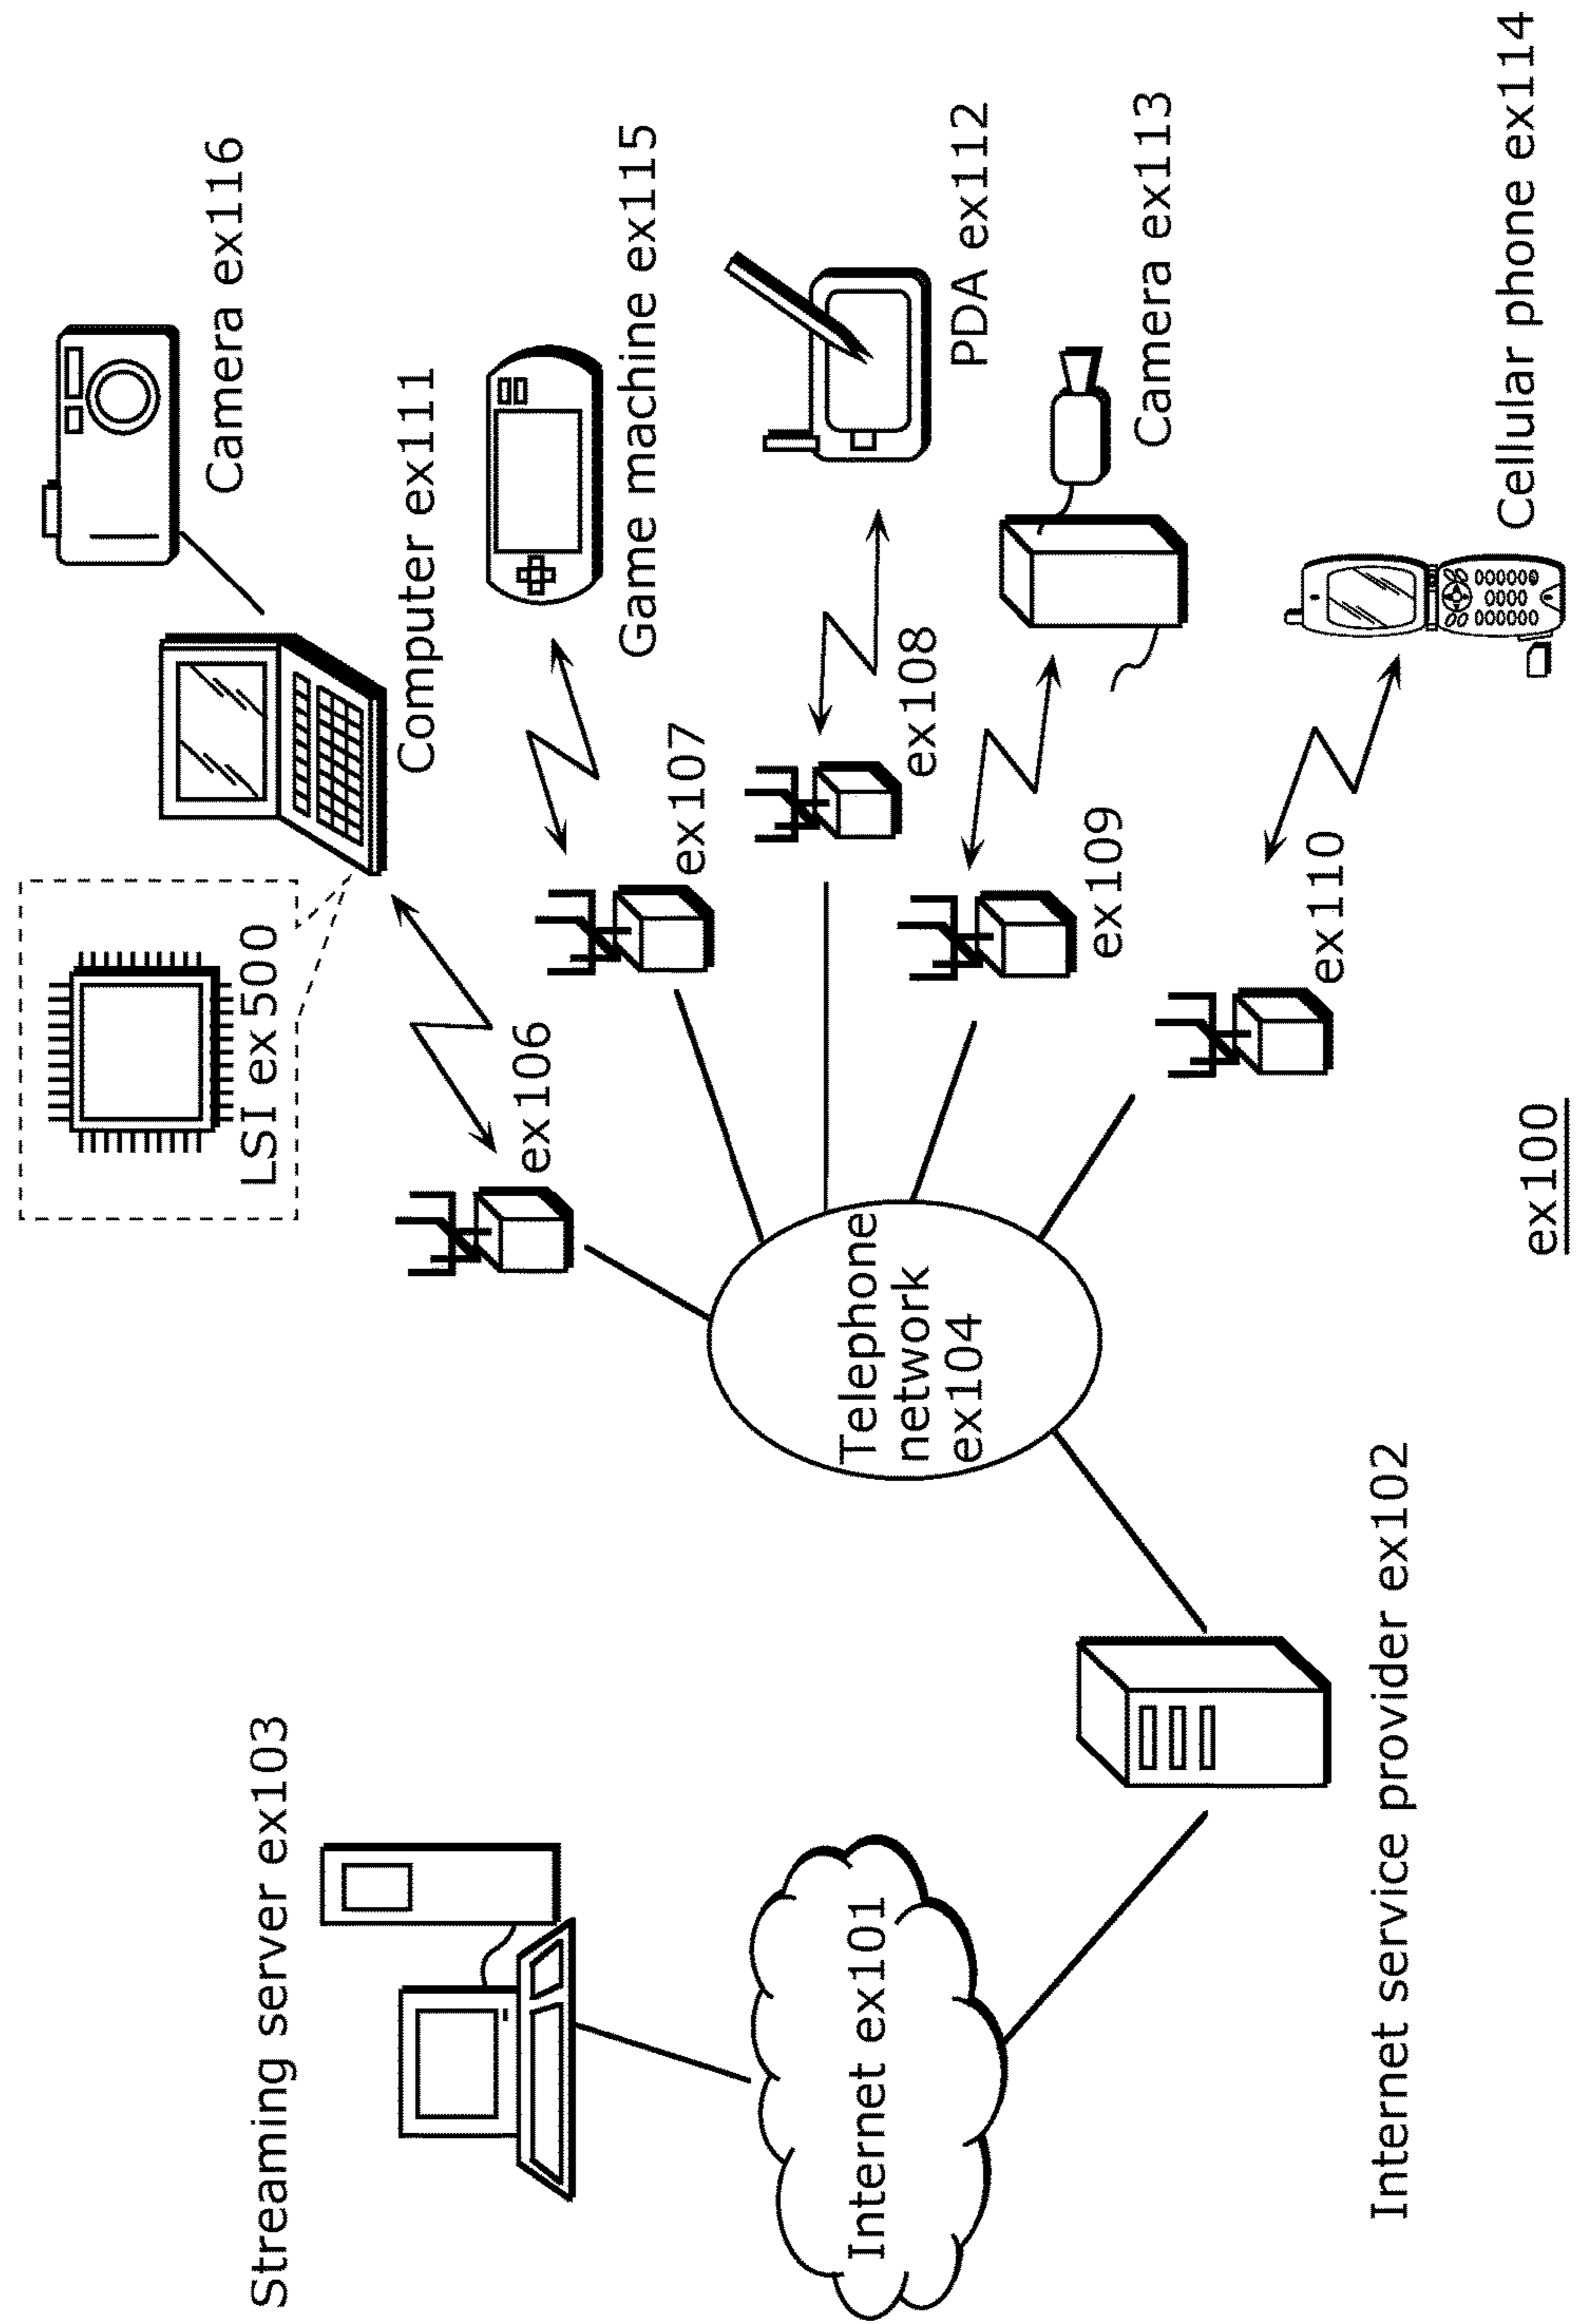 Streaming server ex103
Internet ex101
Internet service provider ex102
Telephone
network
ex104
LSI ex500
ex106
ex107
ex108
ex109
ex110
Camera ex116
Computer ex111
Game machine ex115
PDA ex112
Camera ex113
Cellular phone ex114
ex100